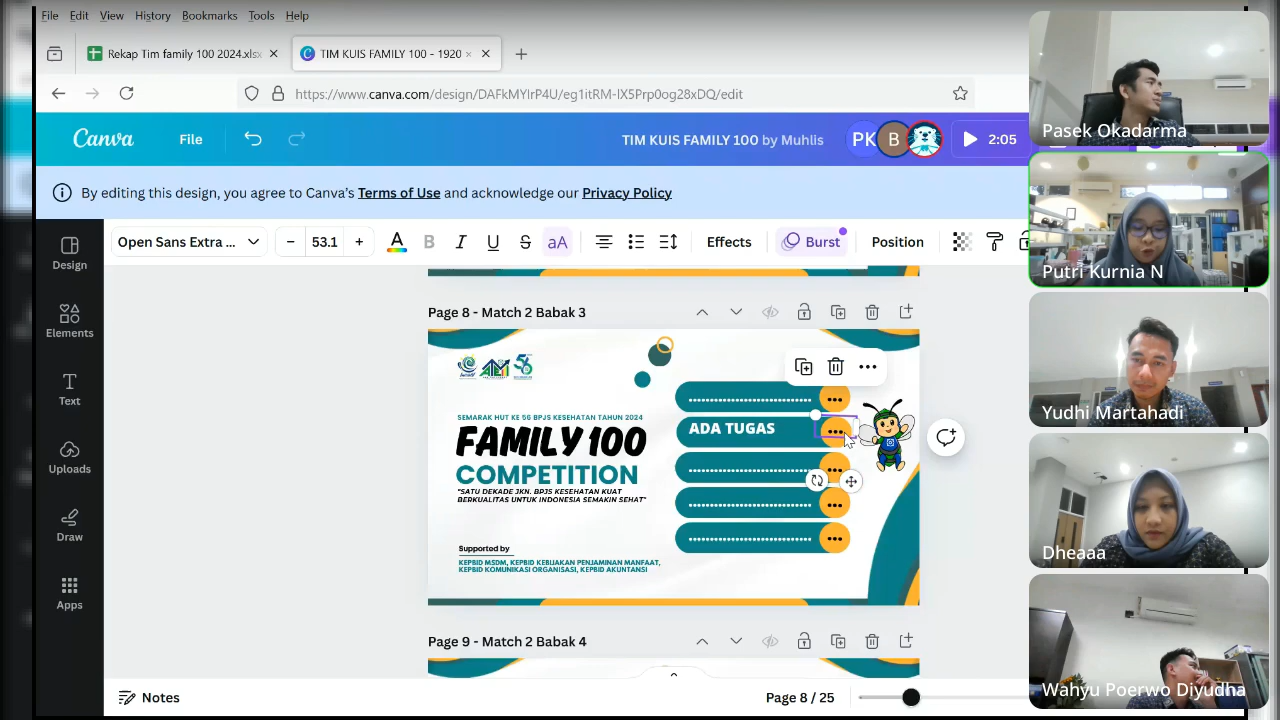 File Edit View History Bookmarks Tools Help
Rekap Tim family 100 2024.xlsx
TIM KUIS FAMILY 100 - 1920 ×
https://www.canva.com/design/DAFkMYlrP4U/eg1itRM-IX5Prp0og28xDQ/edit
Canva
File
TIM KUIS FAMILY 100 by Muhlis
PK
B
2:05
By editing this design, you agree to Canva's Terms of Use and acknowledge our Privacy Policy
Open Sans Extra ...
− 53.1 +
A B I U S aA
Effects
Burst
Position
Design
Elements
Text
Uploads
Draw
Apps
Page 8 - Match 2 Babak 3
SEMARAK HUT KE 56 BPJS KESEHATAN TAHUN 2024
FAMILY 100
COMPETITION
"SATU DEKADE JKN. BPJS KESEHATAN KUAT
BERKUALITAS UNTUK INDONESIA SEMAKIN SEHAT"
Supported by
KEPBID MSDM, KEPBID KEBIJAKAN PENJAMINAN MANFAAT,
KEPBID KOMUNIKASI ORGANISASI, KEPBID AKUNTANSI
ADA TUGAS
Page 9 - Match 2 Babak 4
Notes
Page 8 / 25
Pasek Okadarma
Putri Kurnia N
Yudhi Martahadi
Dheaaa
Wahyu Poerwo Diyudha